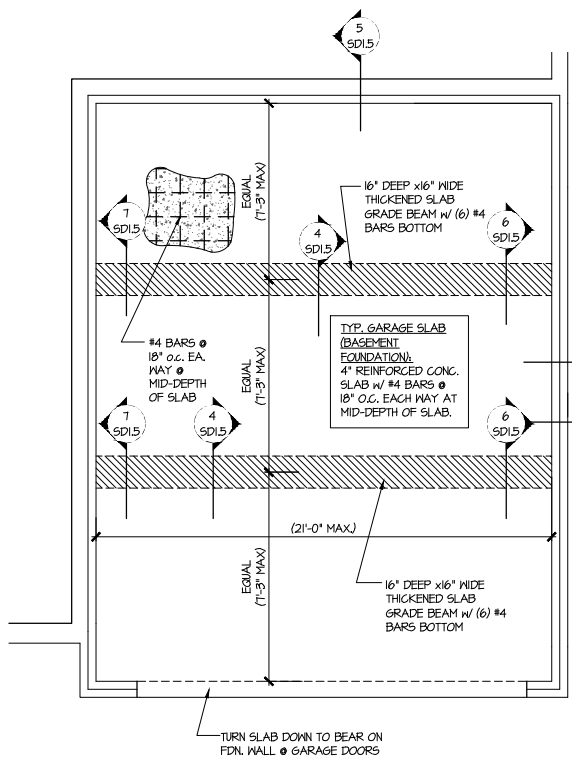 5
SD1.5
EQUAL
(7'-3" MAX)
16" DEEP x16" WIDE
THICKENED SLAB
GRADE BEAM W/ (6) #4
BARS BOTTOM
7
SD1.5
4
SD1.5
6
SD1.5
#4 BARS @
18" O.C. EA.
WAY @
MID-DEPTH
OF SLAB
EQUAL
(7'-3" MAX)
TYP. GARAGE SLAB
(BASEMENT
FOUNDATION):
4" REINFORCED CONC.
SLAB W/ #4 BARS @
18" O.C. EACH WAY AT
MID-DEPTH OF SLAB.
7
SD1.5
4
SD1.5
6
SD1.5
(21'-0" MAX.)
EQUAL
(7'-3" MAX)
16" DEEP x16" WIDE
THICKENED SLAB
GRADE BEAM W/ (6) #4
BARS BOTTOM
TURN SLAB DOWN TO BEAR ON
FDN. WALL @ GARAGE DOORS